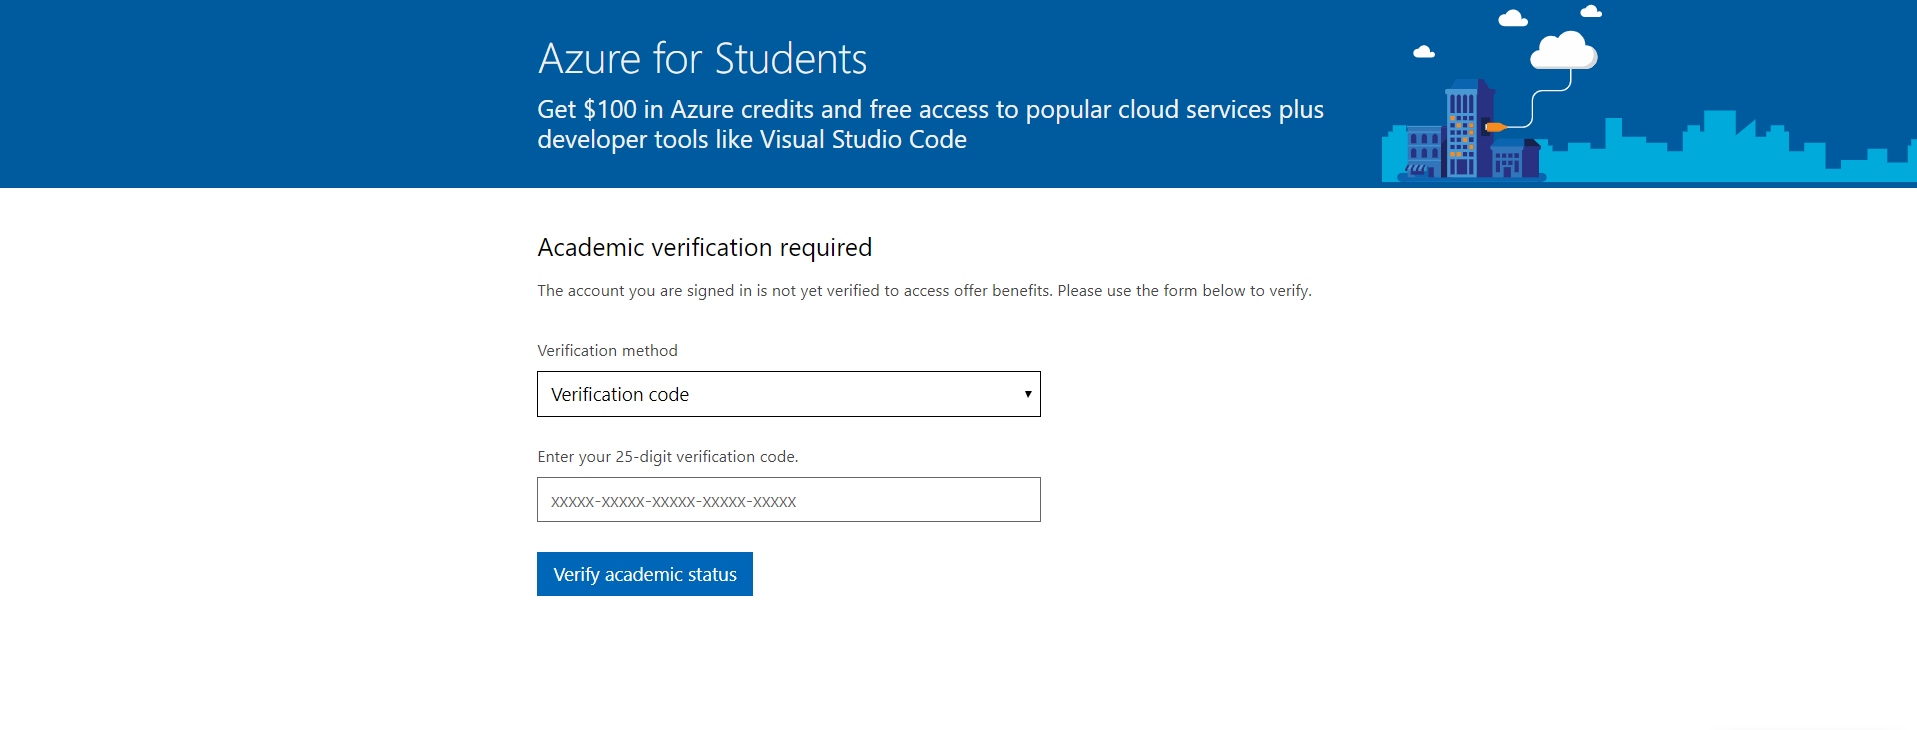 Azure for Students
Get $100 in Azure credits and free access to popular cloud services plus
developer tools like Visual Studio Code
Academic verification required
The account you are signed in is not yet verified to access offer benefits. Please use the form below to verify.
Verification method
Verification code
Enter your 25-digit verification code.
xxxxx-xxxxx-xxxxx-xxxxx-xxxxx
Verify academic status